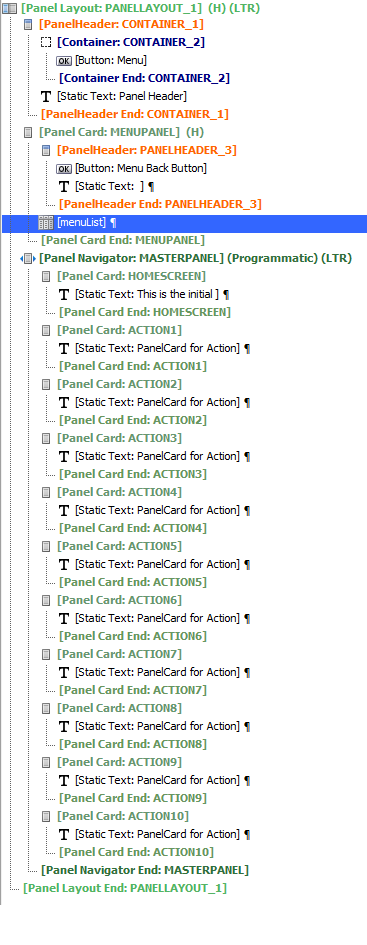 [Panel Layout: PANELLAYOUT_1] (H) (LTR)
[PanelHeader: CONTAINER_1]
[Container: CONTAINER_2]
OK [Button: Menu]
[Container End: CONTAINER_2]
T [Static Text: Panel Header]
[PanelHeader End: CONTAINER_1]
[Panel Card: MENUPANEL] (H)
[PanelHeader: PANELHEADER_3]
OK [Button: Menu Back Button]
T [Static Text: ] ¶
[PanelHeader End: PANELHEADER_3]
[menuList] ¶
[Panel Card End: MENUPANEL]
[Panel Navigator: MASTERPANEL] (Programmatic) (LTR)
[Panel Card: HOMESCREEN]
T [Static Text: This is the initial ] ¶
[Panel Card End: HOMESCREEN]
[Panel Card: ACTION1]
T [Static Text: PanelCard for Action] ¶
[Panel Card End: ACTION1]
[Panel Card: ACTION2]
T [Static Text: PanelCard for Action] ¶
[Panel Card End: ACTION2]
[Panel Card: ACTION3]
T [Static Text: PanelCard for Action] ¶
[Panel Card End: ACTION3]
[Panel Card: ACTION4]
T [Static Text: PanelCard for Action] ¶
[Panel Card End: ACTION4]
[Panel Card: ACTION5]
T [Static Text: PanelCard for Action] ¶
[Panel Card End: ACTION5]
[Panel Card: ACTION6]
T [Static Text: PanelCard for Action] ¶
[Panel Card End: ACTION6]
[Panel Card: ACTION7]
T [Static Text: PanelCard for Action] ¶
[Panel Card End: ACTION7]
[Panel Card: ACTION8]
T [Static Text: PanelCard for Action] ¶
[Panel Card End: ACTION8]
[Panel Card: ACTION9]
T [Static Text: PanelCard for Action] ¶
[Panel Card End: ACTION9]
[Panel Card: ACTION10]
T [Static Text: PanelCard for Action] ¶
[Panel Card End: ACTION10]
[Panel Navigator End: MASTERPANEL]
[Panel Layout End: PANELLAYOUT_1]